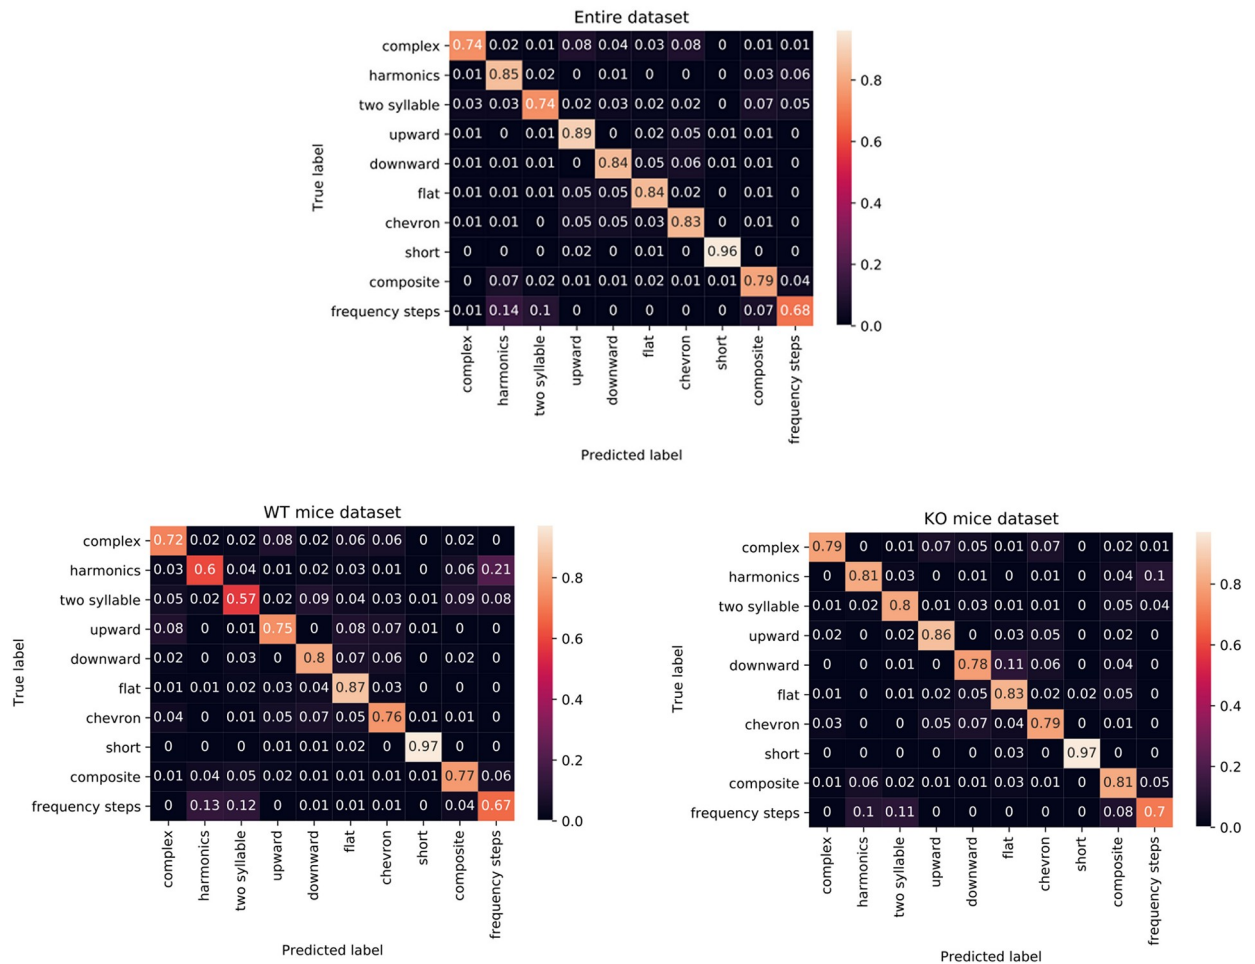 Entire dataset
complex 0.74 0.02 0.01 0.08 0.04 0.03 0.08 0 0.01 0.01
harmonics 0.01 0.85 0.02 0 0.01 0 0 0 0.03 0.06
two syllable 0.03 0.03 0.74 0.02 0.03 0.02 0.02 0 0.07 0.05
upward 0.01 0 0.01 0.89 0 0.02 0.05 0.01 0.01 0
downward 0.01 0.01 0.01 0 0.84 0.05 0.06 0.01 0.01 0
flat 0.01 0.01 0.01 0.05 0.05 0.84 0.02 0 0.01 0
chevron 0.01 0.01 0 0.05 0.05 0.03 0.83 0 0.01 0
short 0 0 0 0.02 0 0.01 0 0.96 0 0
composite 0 0.07 0.02 0.01 0.01 0.02 0.01 0.01 0.79 0.04
frequency steps 0.01 0.14 0.1 0 0 0 0 0 0.07 0.68
True label
0.8
0.6
0.4
0.2
0.0
complex harmonics two syllable upward downward flat chevron short composite frequency steps
Predicted label
WT mice dataset
complex 0.72 0.02 0.02 0.08 0.02 0.06 0.06 0 0.02 0
harmonics 0.03 0.6 0.04 0.01 0.02 0.03 0.01 0 0.06 0.21
two syllable 0.05 0.02 0.57 0.02 0.09 0.04 0.03 0.01 0.09 0.08
upward 0.08 0 0.01 0.75 0 0.08 0.07 0.01 0 0
downward 0.02 0 0.03 0 0.8 0.07 0.06 0 0.02 0
flat 0.01 0.01 0.02 0.03 0.04 0.87 0.03 0 0 0
chevron 0.04 0 0.01 0.05 0.07 0.05 0.76 0.01 0.01 0
short 0 0 0 0.01 0.01 0.02 0 0.97 0 0
composite 0.01 0.04 0.05 0.02 0.01 0.01 0.01 0.01 0.77 0.06
frequency steps 0 0.13 0.12 0 0.01 0.01 0.01 0 0.04 0.67
True label
0.8
0.6
0.4
0.2
0.0
complex harmonics two syllable upward downward flat chevron short composite frequency steps
Predicted label
KO mice dataset
complex 0.79 0 0.01 0.07 0.05 0.01 0.07 0 0.02 0.01
harmonics 0 0.81 0.03 0 0.01 0 0.01 0 0.04 0.1
two syllable 0.01 0.02 0.8 0.01 0.03 0.01 0.01 0 0.05 0.04
upward 0.02 0 0.02 0.86 0 0.03 0.05 0 0.02 0
downward 0 0 0.01 0 0.78 0.11 0.06 0 0.04 0
flat 0.01 0 0.01 0.02 0.05 0.83 0.02 0.02 0.05 0
chevron 0.03 0 0 0.05 0.07 0.04 0.79 0 0.01 0
short 0 0 0 0 0 0.03 0 0.97 0 0
composite 0.01 0.06 0.02 0.01 0.01 0.03 0.01 0 0.81 0.05
frequency steps 0 0.1 0.11 0 0 0 0 0 0.08 0.7
True label
0.8
0.6
0.4
0.2
0.0
complex harmonics two syllable upward downward flat chevron short composite frequency steps
Predicted label